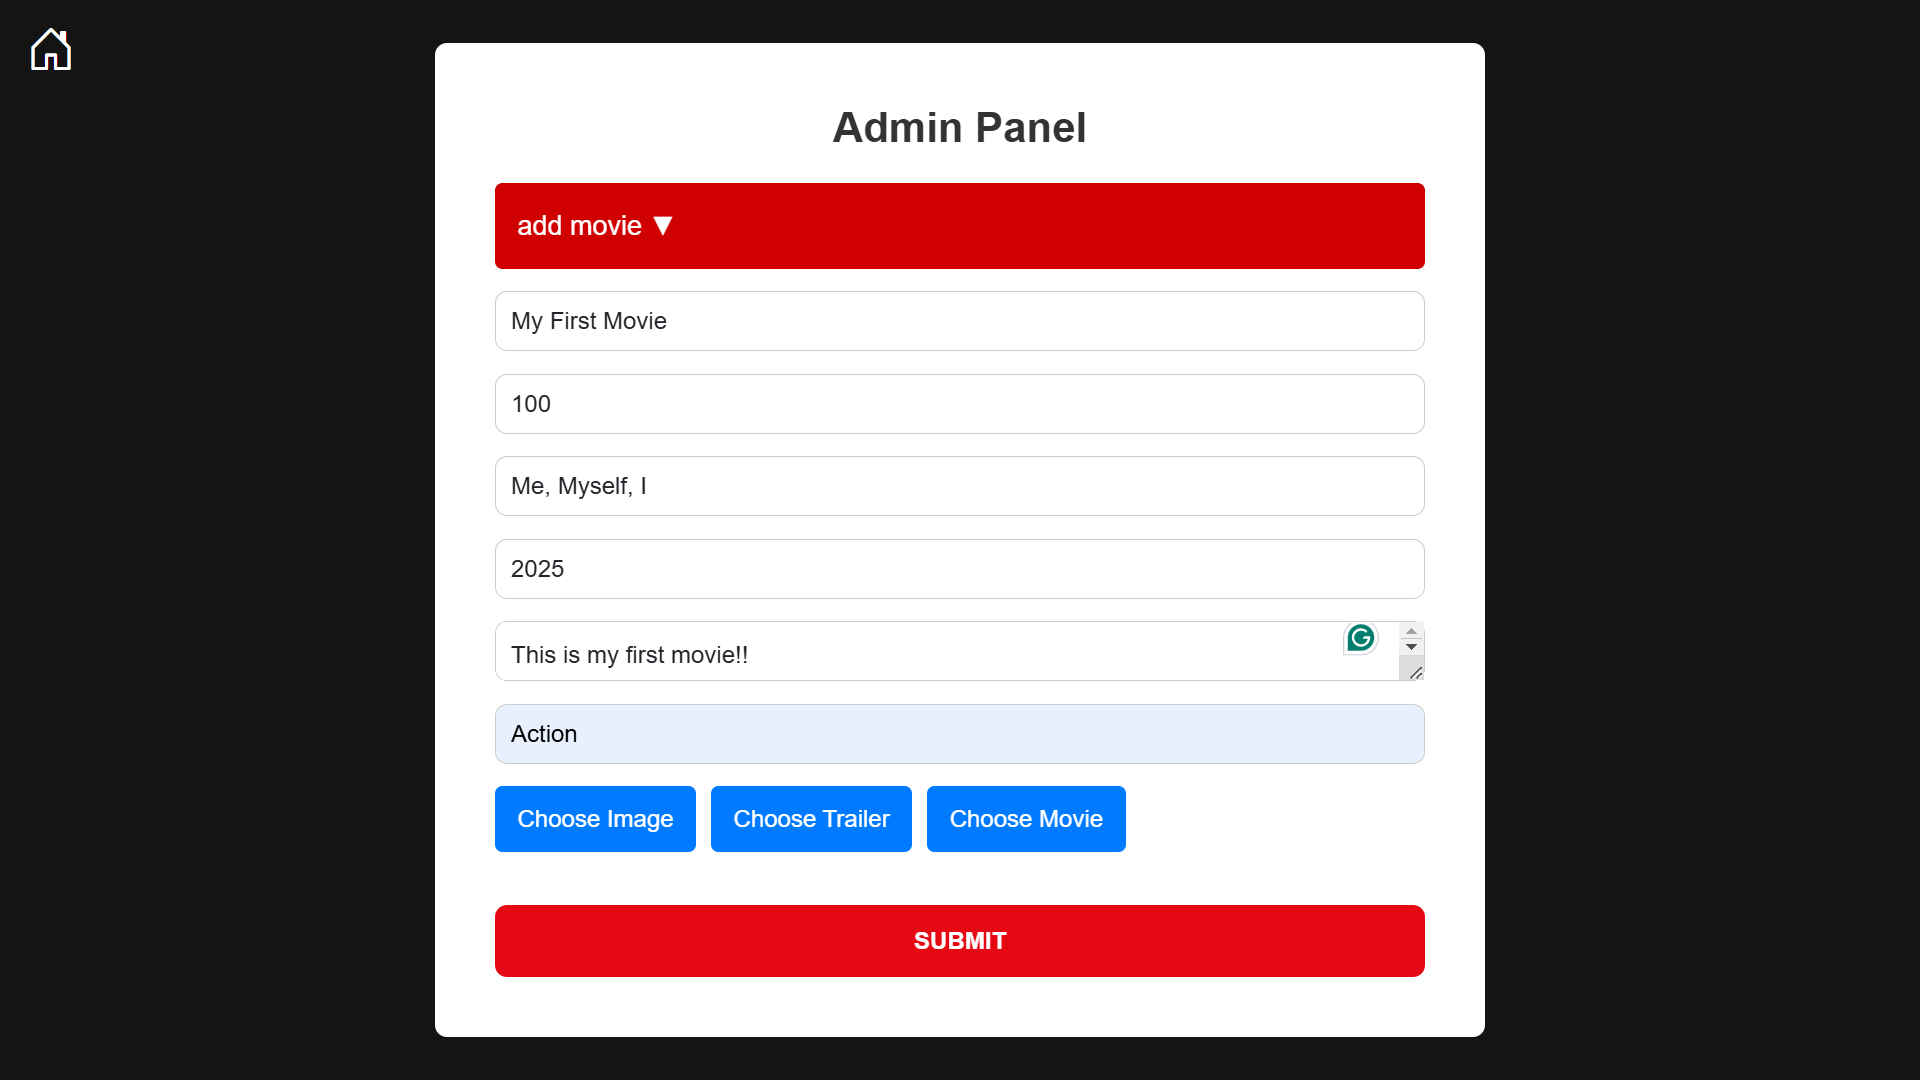 Admin Panel
add movie ▼
My First Movie
100
Me, Myself, I
2025
This is my first movie!!
Action
Choose Image
Choose Trailer
Choose Movie
SUBMIT